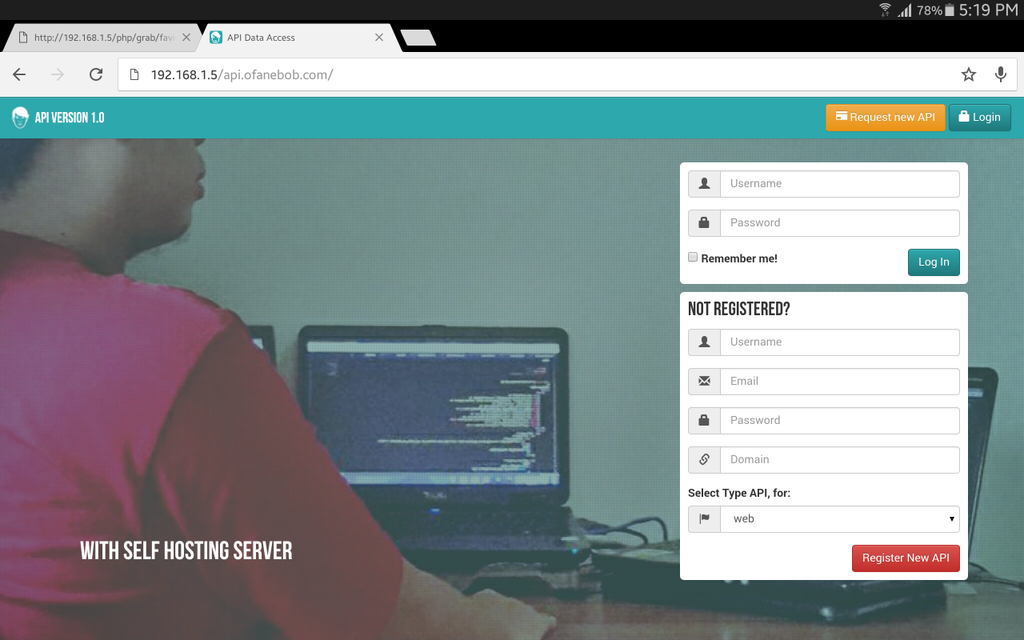 78% 5:19 PM
http://192.168.1.5/php/grab/fav
API Data Access
192.168.1.5/api.ofanebob.com/
API VERSION 1.0
Request new API
Login
Username
Password
Remember me!
Log In
NOT REGISTERED?
Username
Email
Password
Domain
Select Type API, for:
web
Register New API
WITH SELF HOSTING SERVER